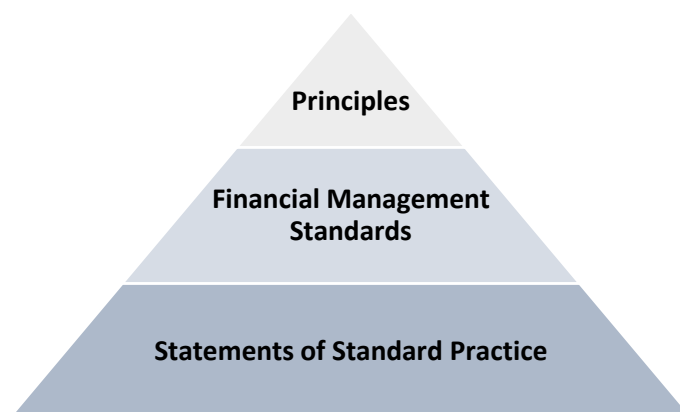 Principles
Financial Management
Standards
Statements of Standard Practice